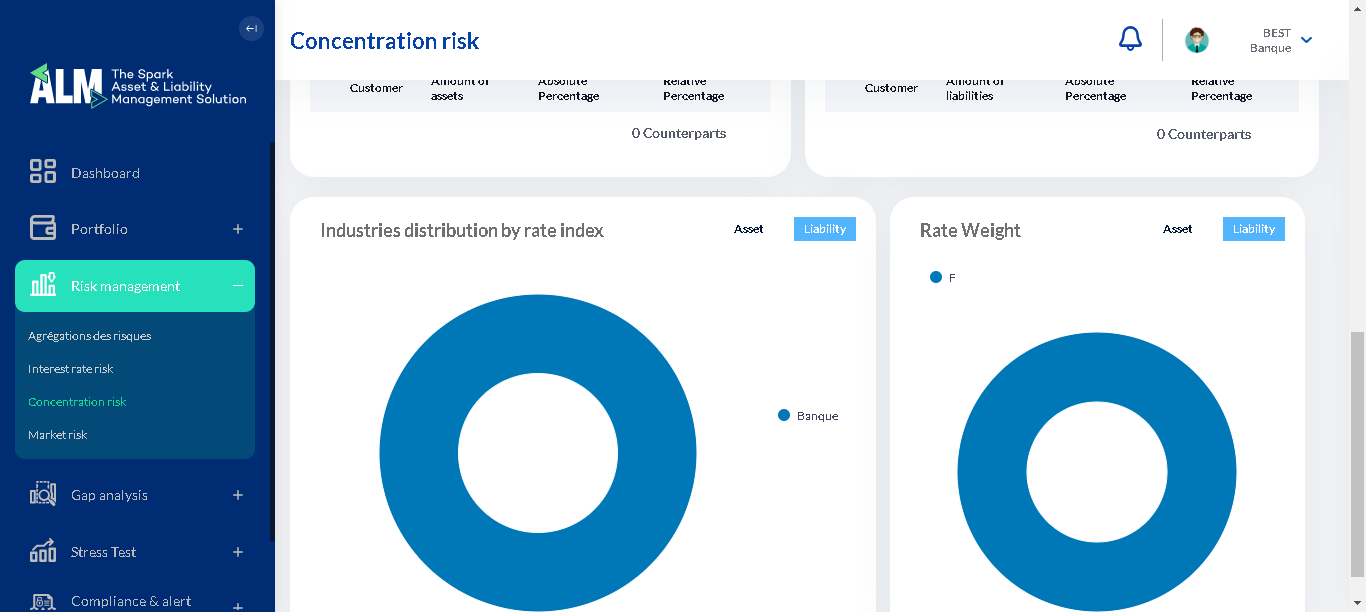 ALM The Spark
Asset & Liability
Management Solution
Dashboard
Portfolio
Risk management
Agrégations des risques
Interest rate risk
Concentration risk
Market risk
Gap analysis
Stress Test
Compliance & alert
Concentration risk
BEST
Banque
Customer
Amount of
assets
Absolute
Percentage
Relative
Percentage
0 Counterparts
Customer
Amount of
liabilities
Absolute
Percentage
Relative
Percentage
0 Counterparts
Industries distribution by rate index
Asset
Liability
Banque
Rate Weight
Asset
Liability
F